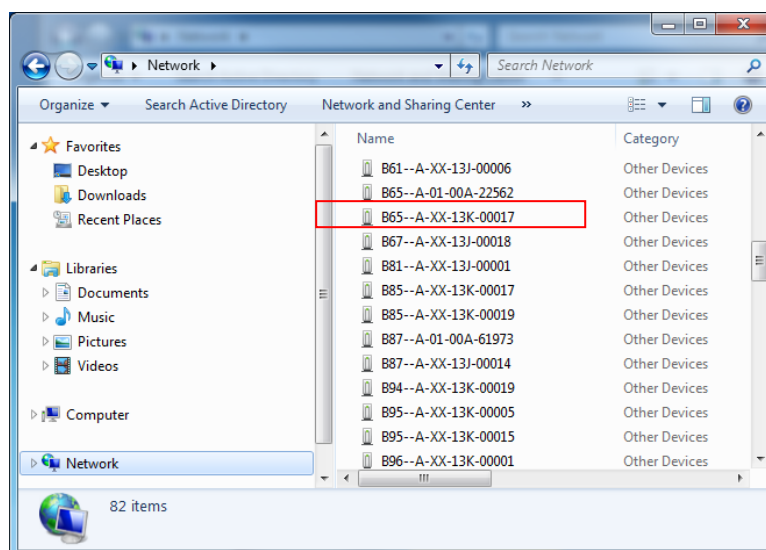 Network
Search Network
Organize
Search Active Directory
Network and Sharing Center
»
Favorites
Desktop
Downloads
Recent Places
Libraries
Documents
Music
Pictures
Videos
Computer
Network
Name Category
B61--A-XX-13J-00006 Other Devices
B65--A-01-00A-22562 Other Devices
B65--A-XX-13K-00017 Other Devices
B67--A-XX-13J-00018 Other Devices
B81--A-XX-13J-00001 Other Devices
B85--A-XX-13K-00017 Other Devices
B85--A-XX-13K-00019 Other Devices
B87--A-01-00A-61973 Other Devices
B87--A-XX-13J-00014 Other Devices
B94--A-XX-13K-00019 Other Devices
B95--A-XX-13K-00005 Other Devices
B95--A-XX-13K-00015 Other Devices
B96--A-XX-13K-00001 Other Devices
82 items